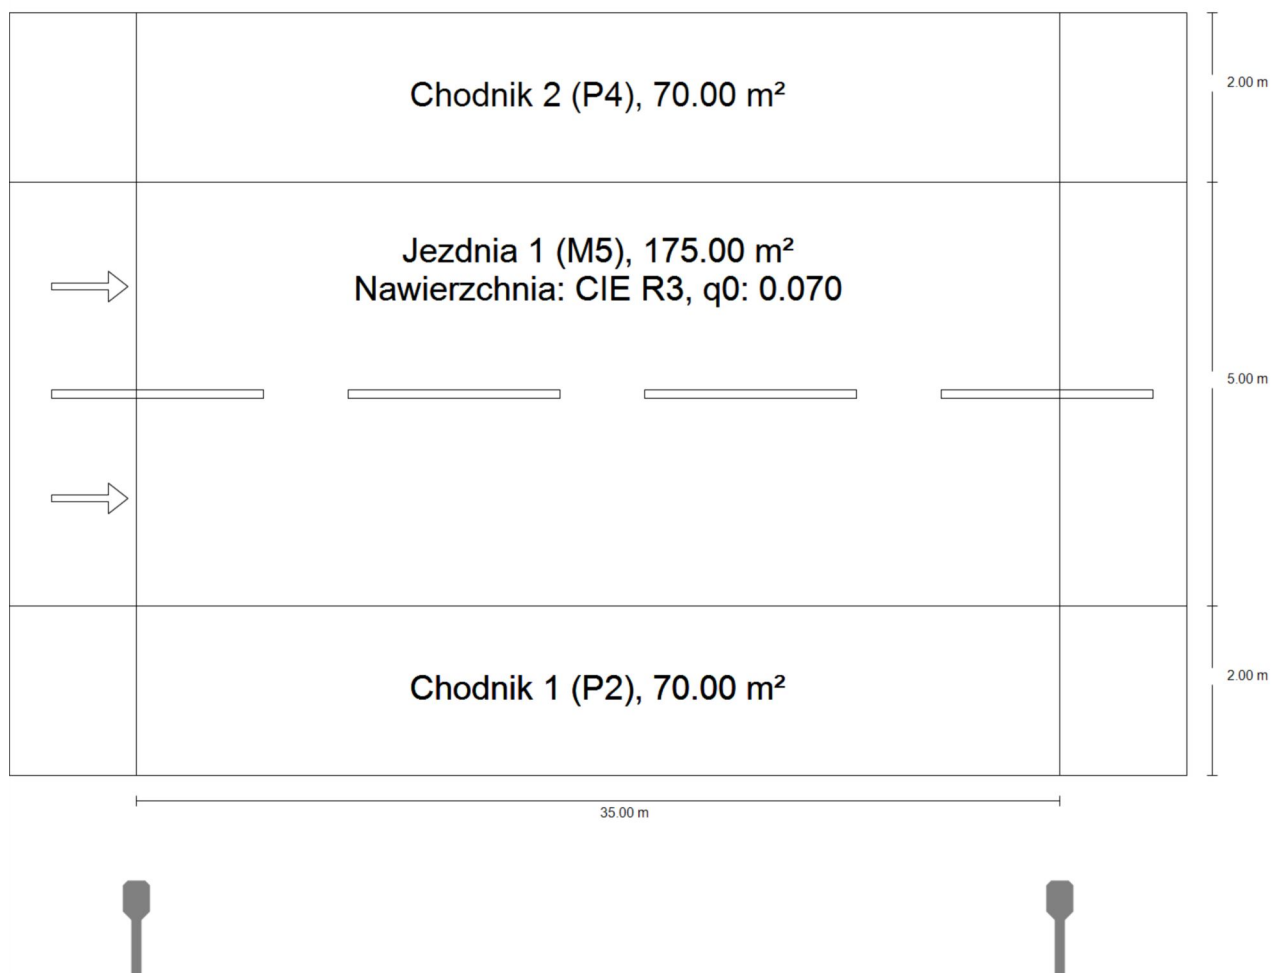 Chodnik 2 (P4), 70.00 m²
2.00 m
Jezdnia 1 (M5), 175.00 m²
Nawierzchnia: CIE R3, q0: 0.070
5.00 m
Chodnik 1 (P2), 70.00 m²
2.00 m
35.00 m